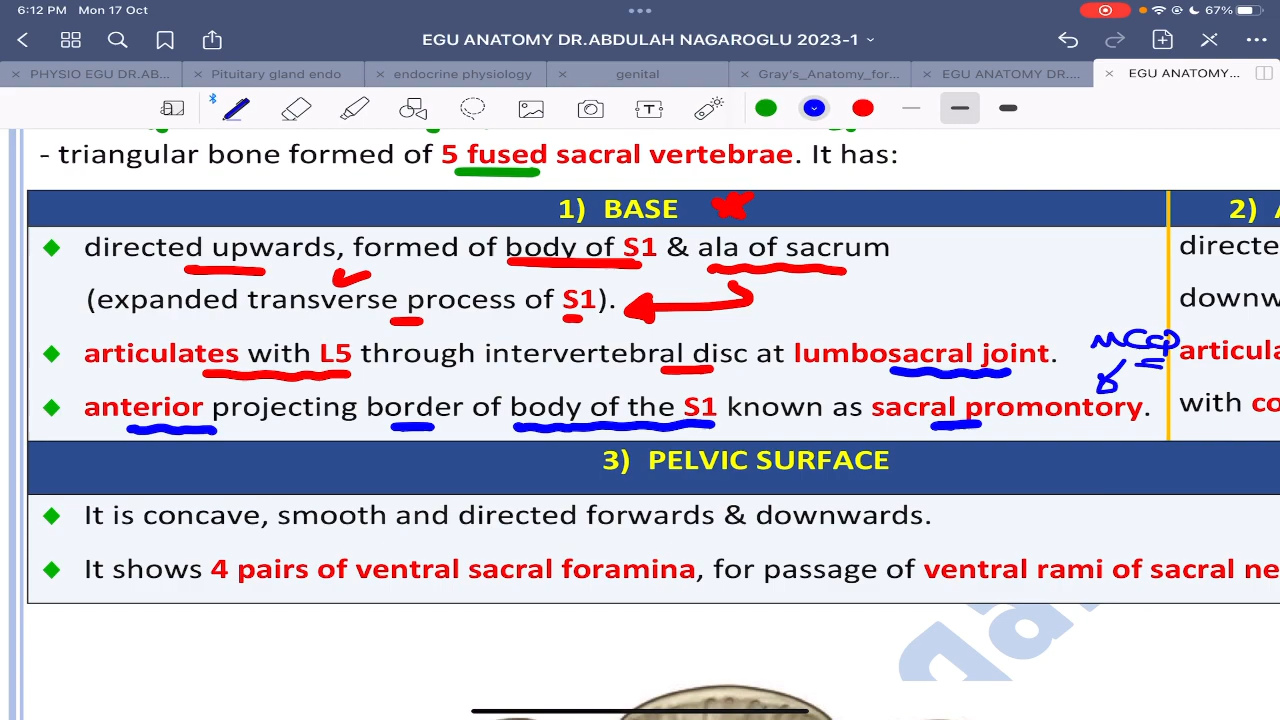 6:12 PM Mon 17 Oct
67%
EGU ANATOMY DR.ABDULAH NAGAROGLU 2023-1
PHYSIO EGU DR.AB...
Pituitary gland endo
endocrine physiology
genital
Gray's_Anatomy_for...
EGU ANATOMY DR....
EGU ANATOMY...
- triangular bone formed of 5 fused sacral vertebrae. It has:
1) BASE
2) A
directed upwards, formed of body of S1 & ala of sacrum
(expanded transverse process of S1).
articulates with L5 through intervertebral disc at lumbosacral joint.
MCQ
anterior projecting border of body of the S1 known as sacral promontory.
directe
downw
articula
with co
3) PELVIC SURFACE
It is concave, smooth and directed forwards & downwards.
It shows 4 pairs of ventral sacral foramina, for passage of ventral rami of sacral ne